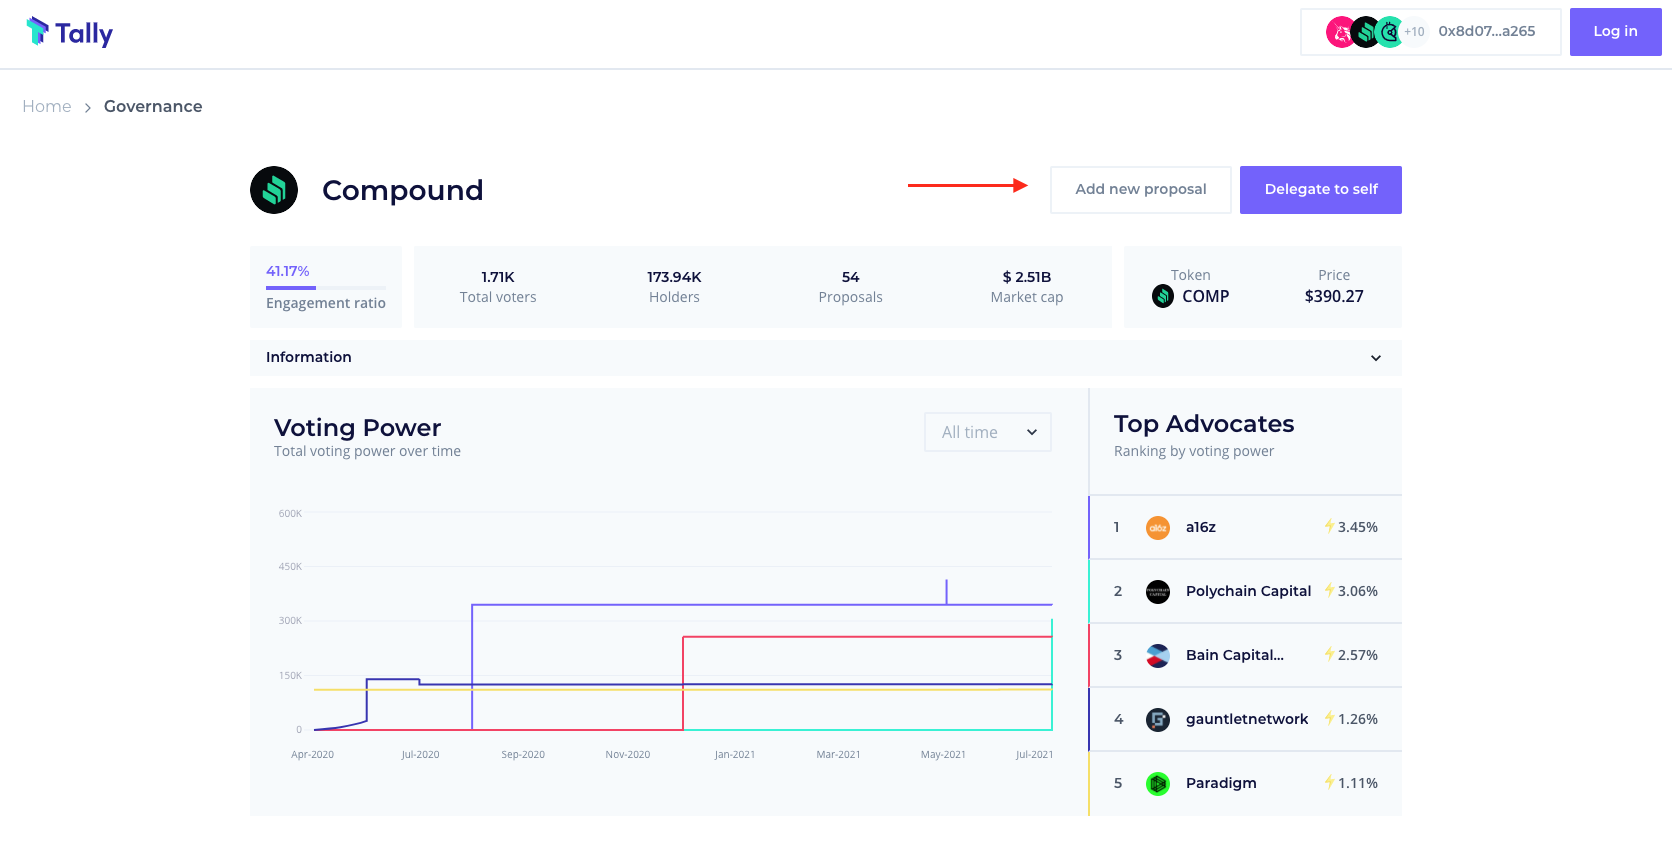 Tally
+10 0x8d07...a265
Log in
Home > Governance
Compound
Add new proposal
Delegate to self
41.17%
Engagement ratio
1.71K
Total voters
173.94K
Holders
54
Proposals
$ 2.51B
Market cap
Token
COMP
Price
$390.27
Information
Voting Power
Total voting power over time
All time
600K
450K
300K
150K
0
Apr-2020 Jul-2020 Sep-2020 Nov-2020 Jan-2021 Mar-2021 May-2021 Jul-2021
Top Advocates
Ranking by voting power
1 a16z 3.45%
2 Polychain Capital 3.06%
3 Bain Capital... 2.57%
4 gauntletnetwork 1.26%
5 Paradigm 1.11%